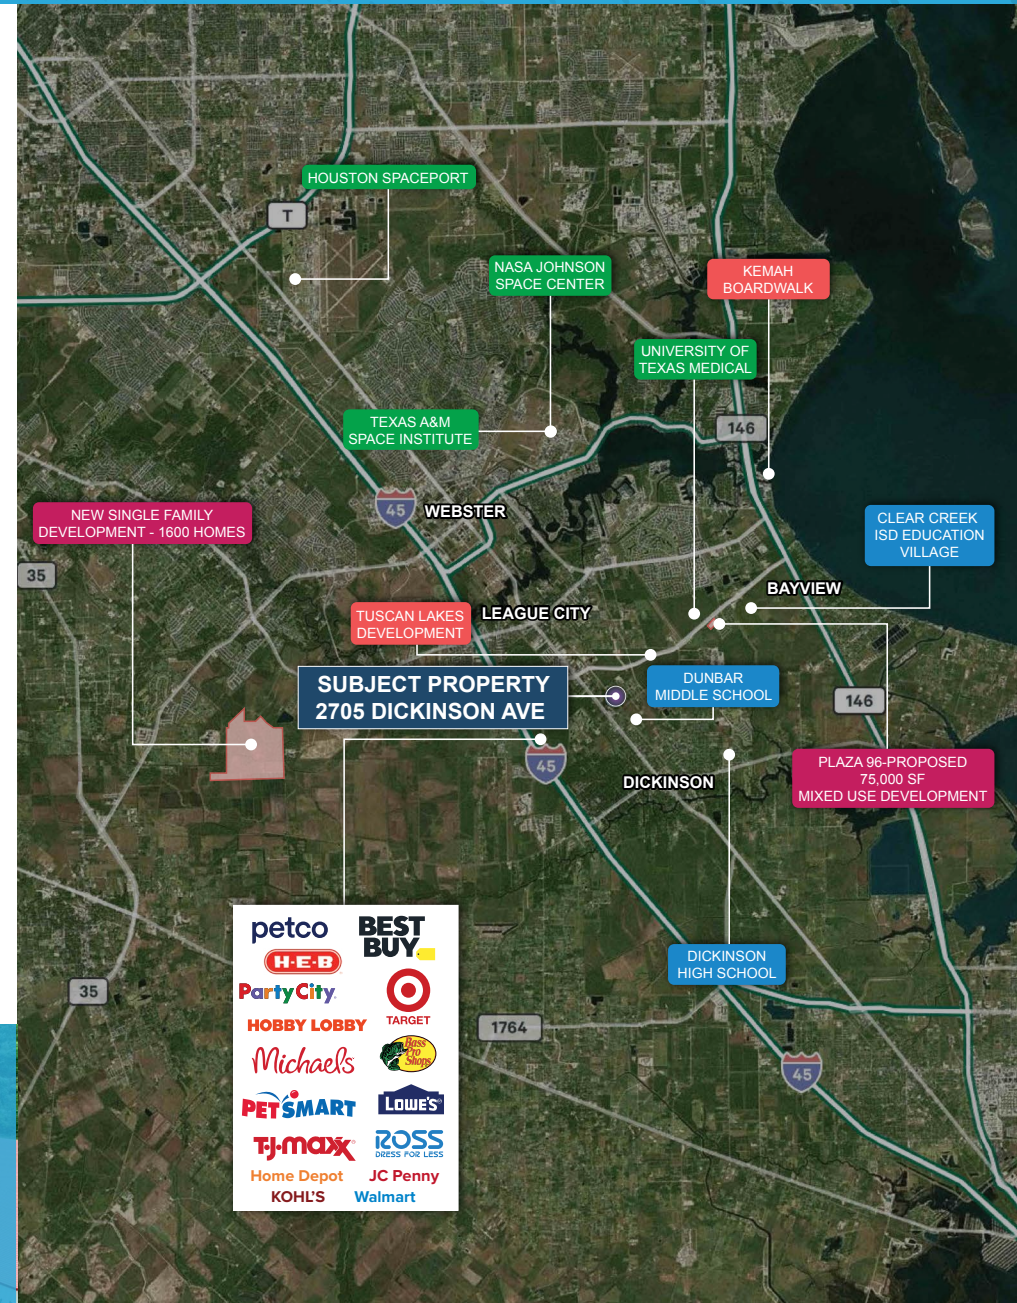 HOUSTON SPACEPORT
T
NASA JOHNSON
SPACE CENTER
KEMAH
BOARDWALK
UNIVERSITY OF
TEXAS MEDICAL
TEXAS A&M
SPACE INSTITUTE
146
45
WEBSTER
NEW SINGLE FAMILY
DEVELOPMENT - 1600 HOMES
CLEAR CREEK
ISD EDUCATION
VILLAGE
35
BAYVIEW
TUSCAN LAKES
DEVELOPMENT
LEAGUE CITY
SUBJECT PROPERTY
2705 DICKINSON AVE
DUNBAR
MIDDLE SCHOOL
146
45
DICKINSON
PLAZA 96-PROPOSED
75,000 SF
MIXED USE DEVELOPMENT
petco
BEST
BUY
H-E-B
PartyCity
TARGET
HOBBY LOBBY
Michaels
Bass
Pro
Shops
PETSMART
LOWE'S
T.J.maxx
ROSS
DRESS FOR LESS
Home Depot
JC Penny
KOHL'S
Walmart
DICKINSON
HIGH SCHOOL
35
1764
45